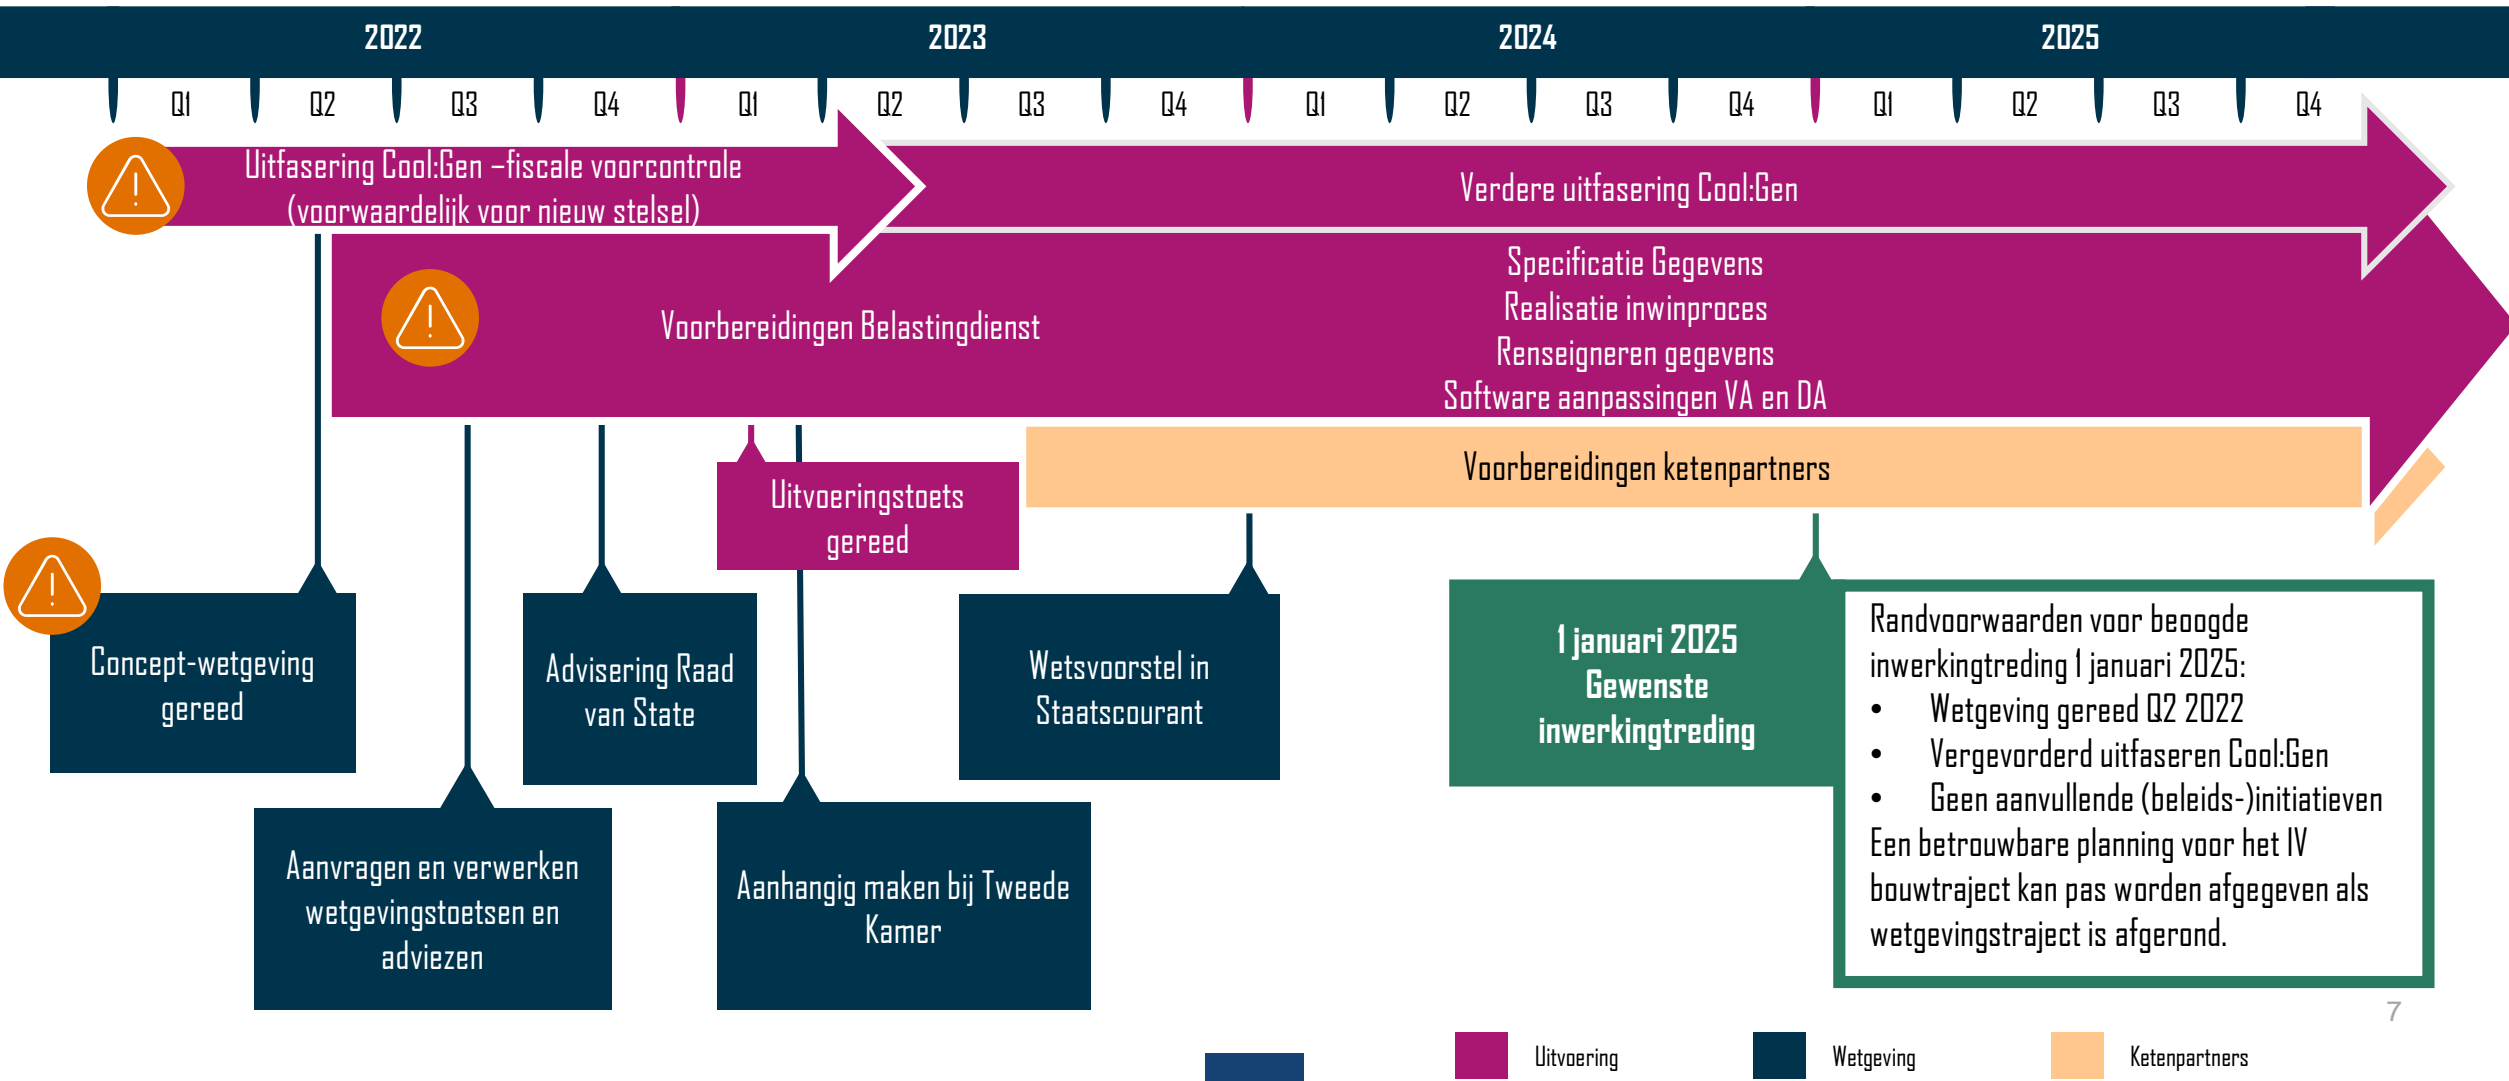 2022
2023
2024
2025
Q1
Q2
Q3
Q4
Q1
Q2
Q3
Q4
Q1
Q2
Q3
Q4
Q1
Q2
Q3
Q4
Uitfasering Cool:Gen –fiscale voorcontrole
(voorwaardelijk voor nieuw stelsel)
Verdere uitfasering Cool:Gen
Voorbereidingen Belastingdienst
Specificatie Gegevens
Realisatie inwinproces
Renseigneren gegevens
Software aanpassingen VA en DA
Voorbereidingen ketenpartners
Uitvoeringstoets
gereed
Concept-wetgeving
gereed
Advisering Raad
van State
Wetsvoorstel in
Staatscourant
Aanvragen en verwerken
wetgevingstoetsen en
adviezen
Aanhangig maken bij Tweede
Kamer
1 januari 2025
Gewenste
inwerkingtreding
Randvoorwaarden voor beoogde
inwerkingtreding 1 januari 2025:
• Wetgeving gereed Q2 2022
• Vergevorderd uitfaseren Cool:Gen
• Geen aanvullende (beleids-)initiatieven
Een betrouwbare planning voor het IV
bouwtraject kan pas worden afgegeven als
wetgevingstraject is afgerond.
7
Uitvoering
Wetgeving
Ketenpartners